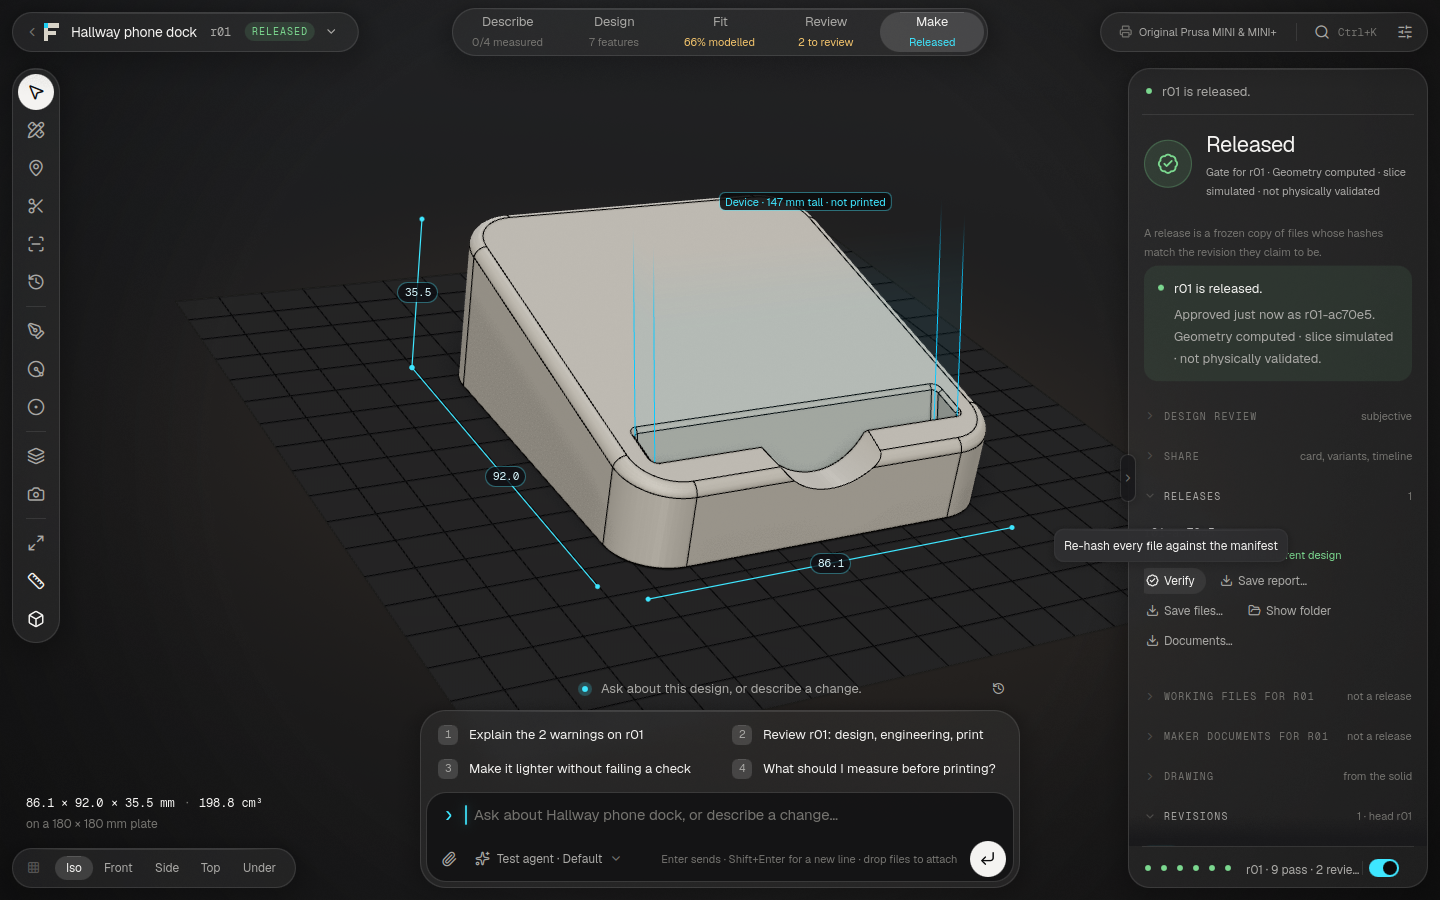 Hallway phone dock r01 RELEASED
Describe
0/4 measured
Design
7 features
Fit
66% modelled
Review
2 to review
Make
Released
Original Prusa MINI & MINI+
Ctrl+K
r01 is released.
Released
Gate for r01 · Geometry computed · slice
simulated · not physically validated
A release is a frozen copy of files whose hashes
match the revision they claim to be.
r01 is released.
Approved just now as r01-ac70e5.
Geometry computed · slice simulated
· not physically validated.
DESIGN REVIEW subjective
SHARE card, variants, timeline
RELEASES 1
Re-hash every file against the manifest
Verify
Save report…
Save files…
Show folder
Documents…
WORKING FILES FOR R01 not a release
MAKER DOCUMENTS FOR R01 not a release
DRAWING from the solid
REVISIONS 1 · head r01
r01 · 9 pass · 2 revie…
Device · 147 mm tall · not printed
35.5
92.0
86.1
Ask about this design, or describe a change.
1 Explain the 2 warnings on r01
2 Review r01: design, engineering, print
3 Make it lighter without failing a check
4 What should I measure before printing?
Ask about Hallway phone dock, or describe a change…
Test agent · Default
Enter sends · Shift+Enter for a new line · drop files to attach
86.1 × 92.0 × 35.5 mm · 198.8 cm³
on a 180 × 180 mm plate
Iso
Front
Side
Top
Under